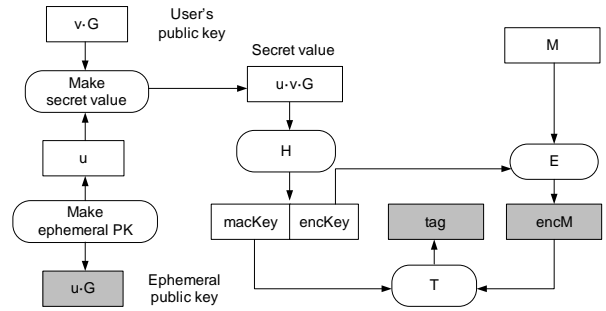 v·G
User's
public key
Make
secret value
Secret value
u·v·G
M
u
H
E
Make
ephemeral PK
macKey
encKey
tag
encM
u·G
Ephemeral
public key
T